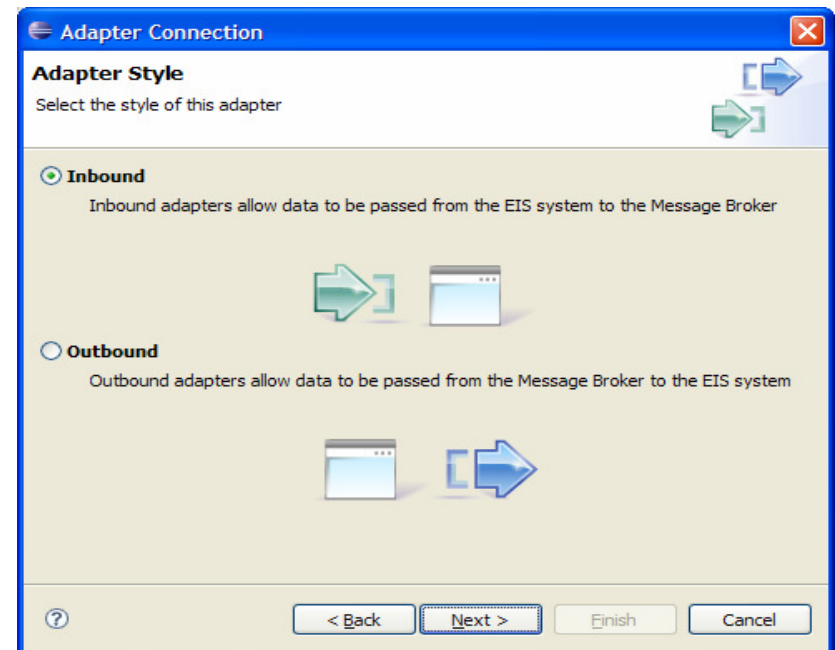 Adapter Connection
Adapter Style
Select the style of this adapter
Inbound
Inbound adapters allow data to be passed from the EIS system to the Message Broker
Outbound
Outbound adapters allow data to be passed from the Message Broker to the EIS system
? < Back Next > Finish Cancel